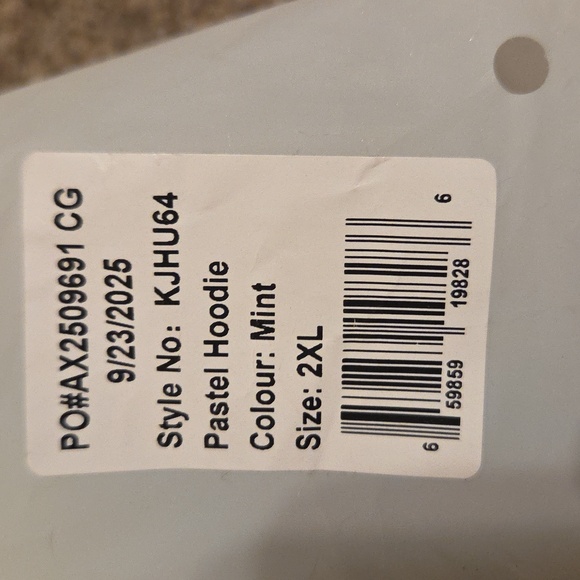 PO#AX2509691 CG
9/23/2025
Style No: KJHU64
Pastel Hoodie
Colour: Mint
Size: 2XL
6 59859 19828 6